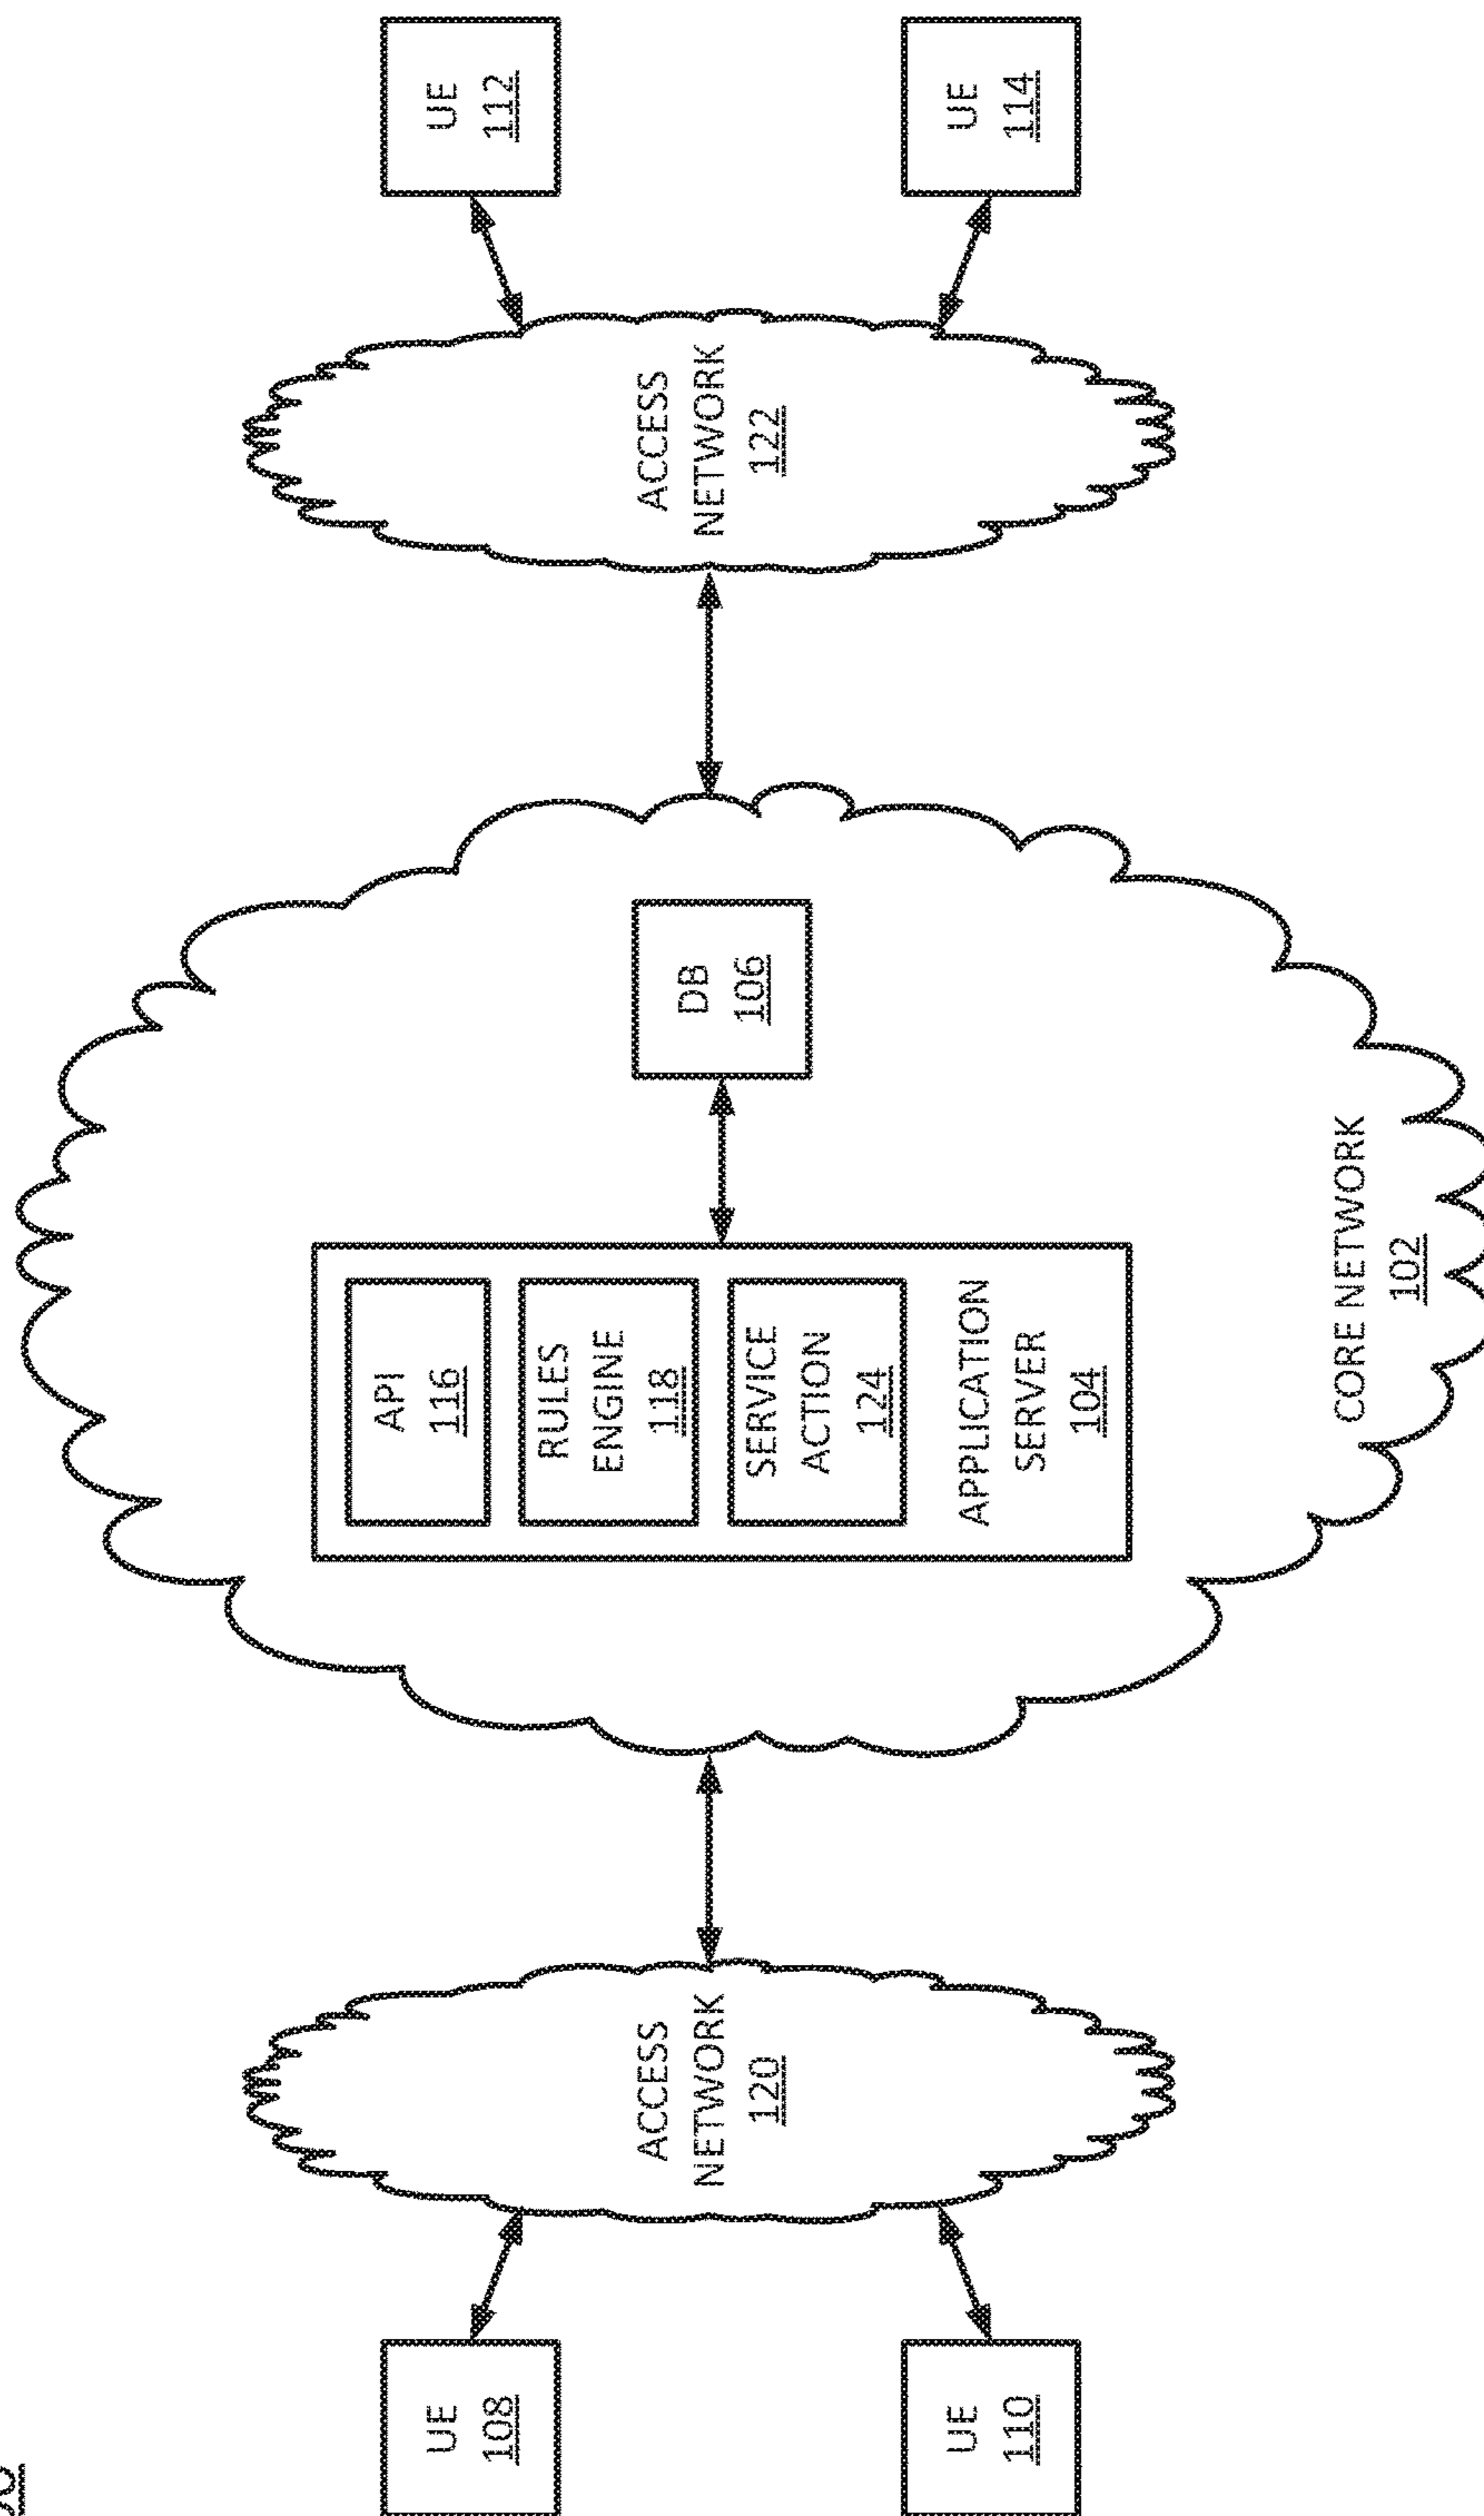 UE
108
UE
110
ACCESS
NETWORK
120
API
116
RULES
ENGINE
118
SERVICE
ACTION
124
APPLICATION
SERVER
104
DB
106
CORE NETWORK
102
ACCESS
NETWORK
122
UE
112
UE
114